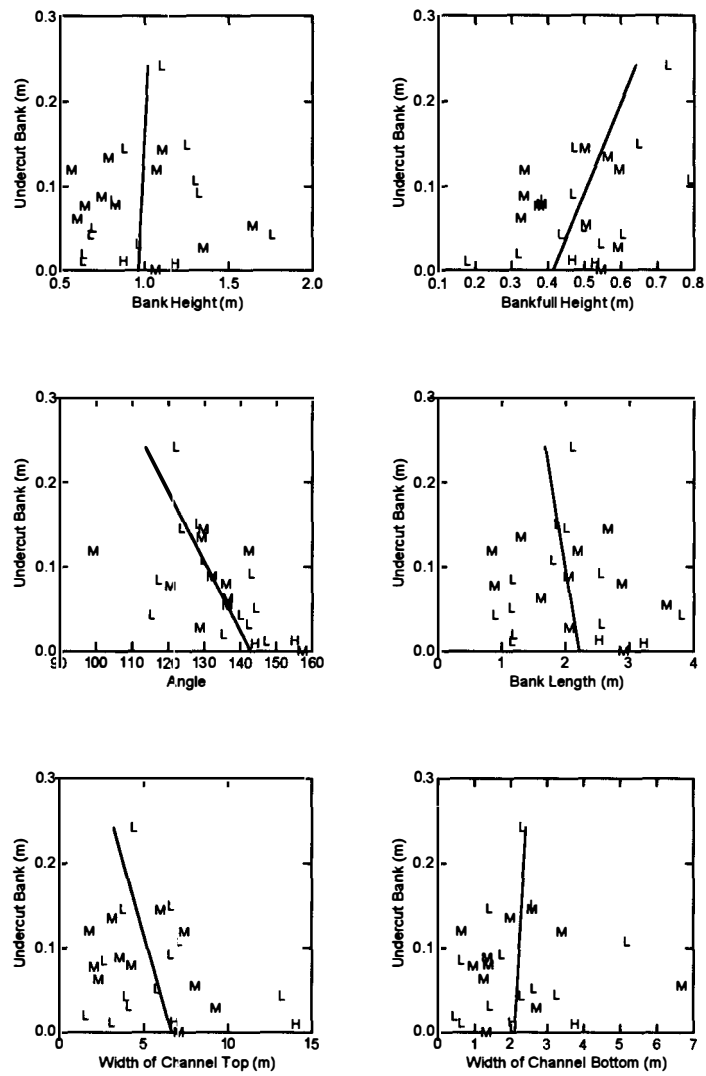 0.3
0.2
0.1
0.0
Undercut Bank (m)
0.5 1.0 1.5 2.0
Bank Height (m)
L
L
L
M
M
M
M
L
L
M
L
M
M
M
L
L
M
L
L
M
L
L
H
H
M
0.3
0.2
0.1
0.0
Undercut Bank (m)
0.1 0.2 0.3 0.4 0.5 0.6 0.7 0.8
Bankfull Height (m)
L
L
L
M
M
M
M
L
M
L
M
M
M
L
L
L
M
L
L
H
H
M
0.3
0.2
0.1
0.0
Undercut Bank (m)
100 110 120 130 140 150 160
Angle
L
L
L
M
M
M
M
L
M
L
L
M
M
M
L
L
L
L
M
L
H
L
H
M
0.3
0.2
0.1
0.0
Undercut Bank (m)
0 1 2 3 4
Bank Length (m)
L
L
L
M
M
M
M
L
M
L
L
M
M
M
L
M
L
L
L
M
L
L
H
H
M
0.3
0.2
0.1
0.0
Undercut Bank (m)
0 5 10 15
Width of Channel Top (m)
L
L
L
M
M
M
M
L
L
M
L
M
M
M
L
M
L
L
L
M
L
L
H
H
M
0.3
0.2
0.1
0.0
Undercut Bank (m)
0 1 2 3 4 5 6 7
Width of Channel Bottom (m)
L
L
M
M
M
M
L
L
M
L
M
M
M
L
M
L
L
L
M
L
L
H
H
M